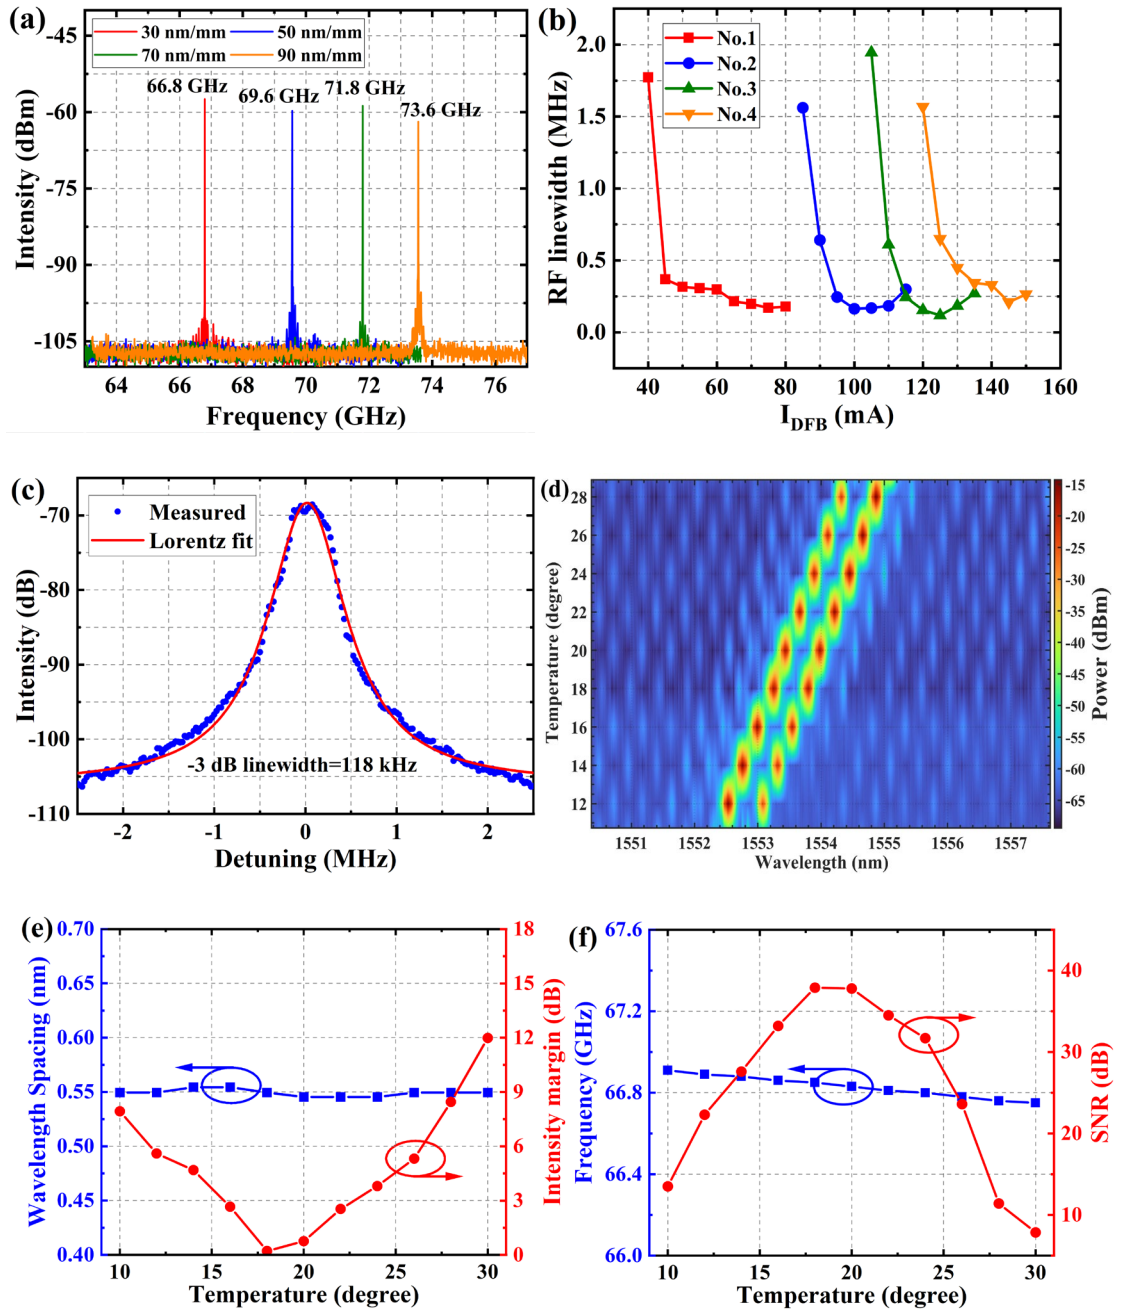 (a)
-45
-60
-75
-90
-105
Intensity (dBm)
30 nm/mm
50 nm/mm
70 nm/mm
90 nm/mm
66.8 GHz
69.6 GHz
71.8 GHz
73.6 GHz
64 66 68 70 72 74 76
Frequency (GHz)
(b)
2.0
1.5
1.0
0.5
0.0
RF linewidth (MHz)
No.1
No.2
No.3
No.4
40 60 80 100 120 140 160
I_DFB (mA)
(c)
-70
-80
-90
-100
-110
Intensity (dB)
Measured
Lorentz fit
-3 dB linewidth=118 kHz
-2 -1 0 1 2
Detuning (MHz)
(d)
28
26
24
22
20
18
16
14
12
Temperature (degree)
1551 1552 1553 1554 1555 1556 1557
Wavelength (nm)
-15
-20
-25
-30
-35
-40
-45
-50
-55
-60
-65
Power (dBm)
(e)
0.70
0.65
0.60
0.55
0.50
0.45
0.40
Wavelength Spacing (nm)
18
15
12
9
6
3
0
Intensity margin (dB)
10 15 20 25 30
Temperature (degree)
(f)
67.6
67.2
66.8
66.4
66.0
Frequency (GHz)
40
30
20
10
SNR (dB)
10 15 20 25 30
Temperature (degree)